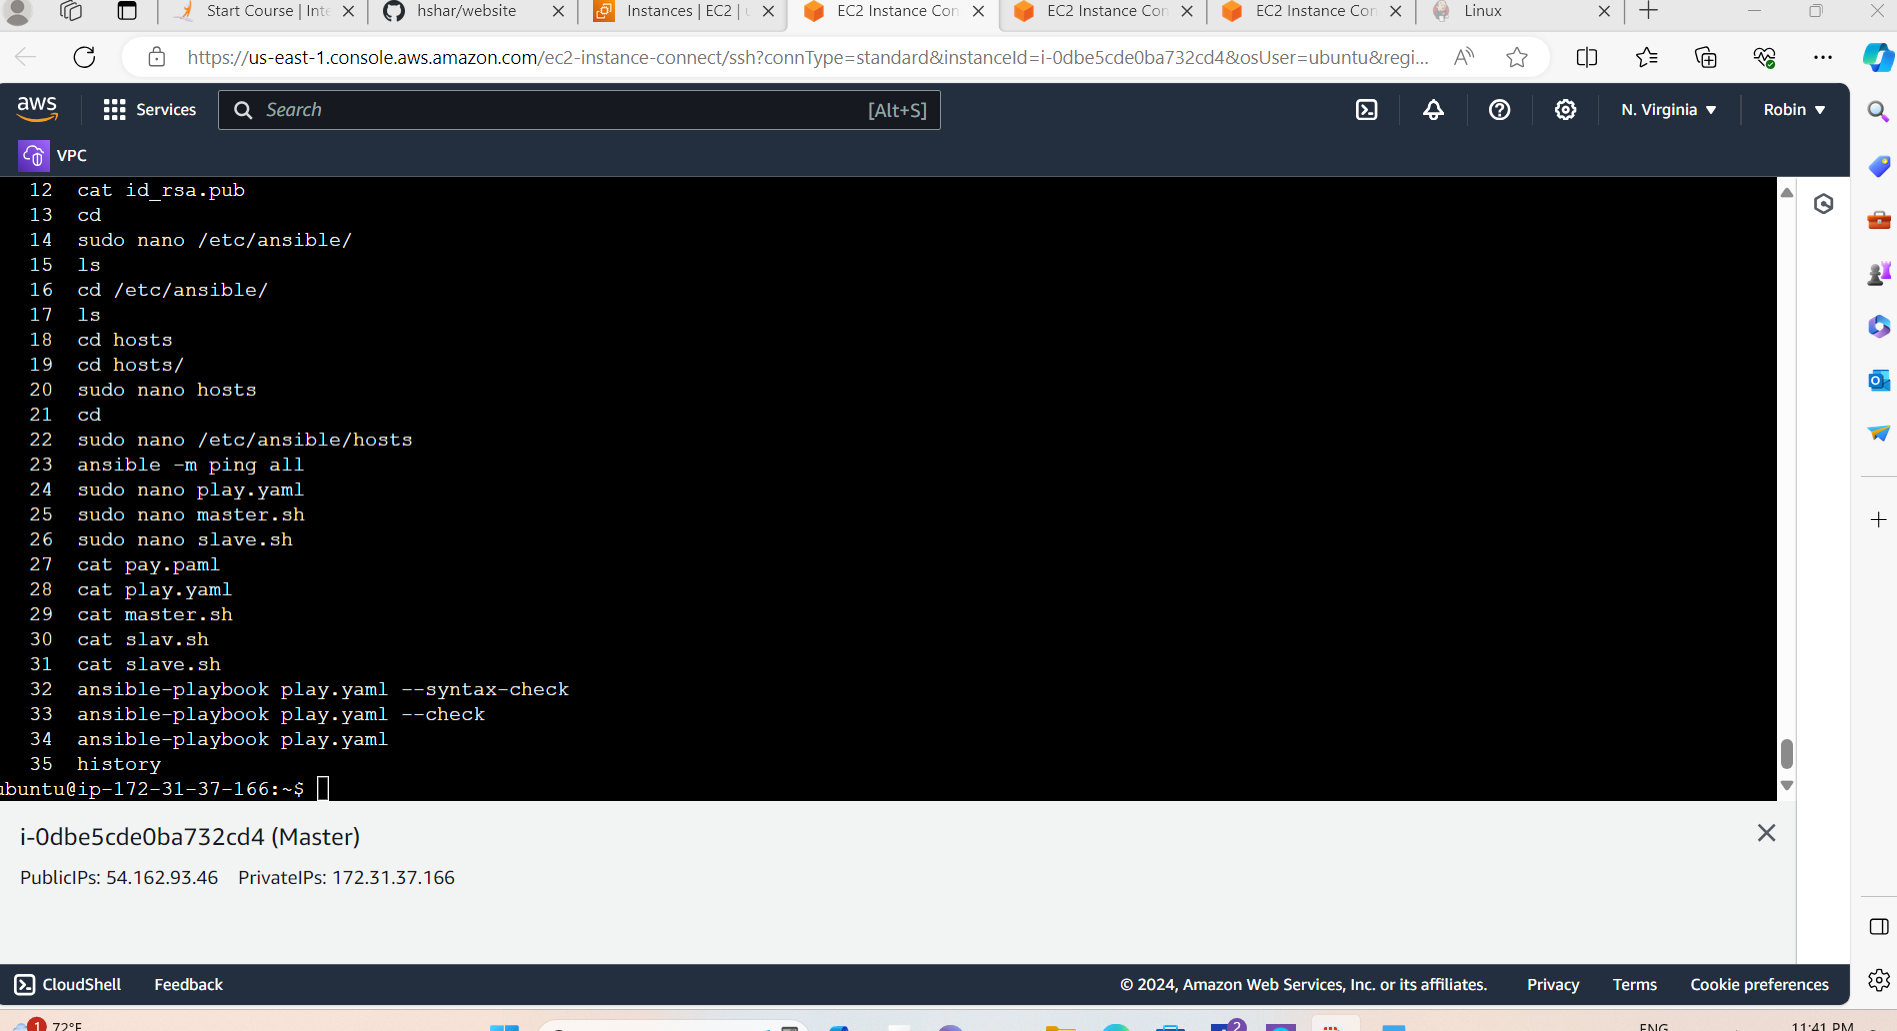 Start Course | Inte
hshar/website
Instances | EC2 |
EC2 Instance Con
EC2 Instance Con
EC2 Instance Con
Linux
https://us-east-1.console.aws.amazon.com/ec2-instance-connect/ssh?connType=standard&instanceId=i-0dbe5cde0ba732cd4&osUser=ubuntu&regi...
aws
Services
Search
[Alt+S]
N. Virginia
Robin
VPC
12 cat id_rsa.pub
13 cd
14 sudo nano /etc/ansible/
15 ls
16 cd /etc/ansible/
17 ls
18 cd hosts
19 cd hosts/
20 sudo nano hosts
21 cd
22 sudo nano /etc/ansible/hosts
23 ansible -m ping all
24 sudo nano play.yaml
25 sudo nano master.sh
26 sudo nano slave.sh
27 cat pay.paml
28 cat play.yaml
29 cat master.sh
30 cat slav.sh
31 cat slave.sh
32 ansible-playbook play.yaml --syntax-check
33 ansible-playbook play.yaml --check
34 ansible-playbook play.yaml
35 history
ubuntu@ip-172-31-37-166:~$
i-0dbe5cde0ba732cd4 (Master)
PublicIPs: 54.162.93.46 PrivateIPs: 172.31.37.166
CloudShell
Feedback
© 2024, Amazon Web Services, Inc. or its affiliates.
Privacy
Terms
Cookie preferences
1
72°F
2
ENG
11:41 PM